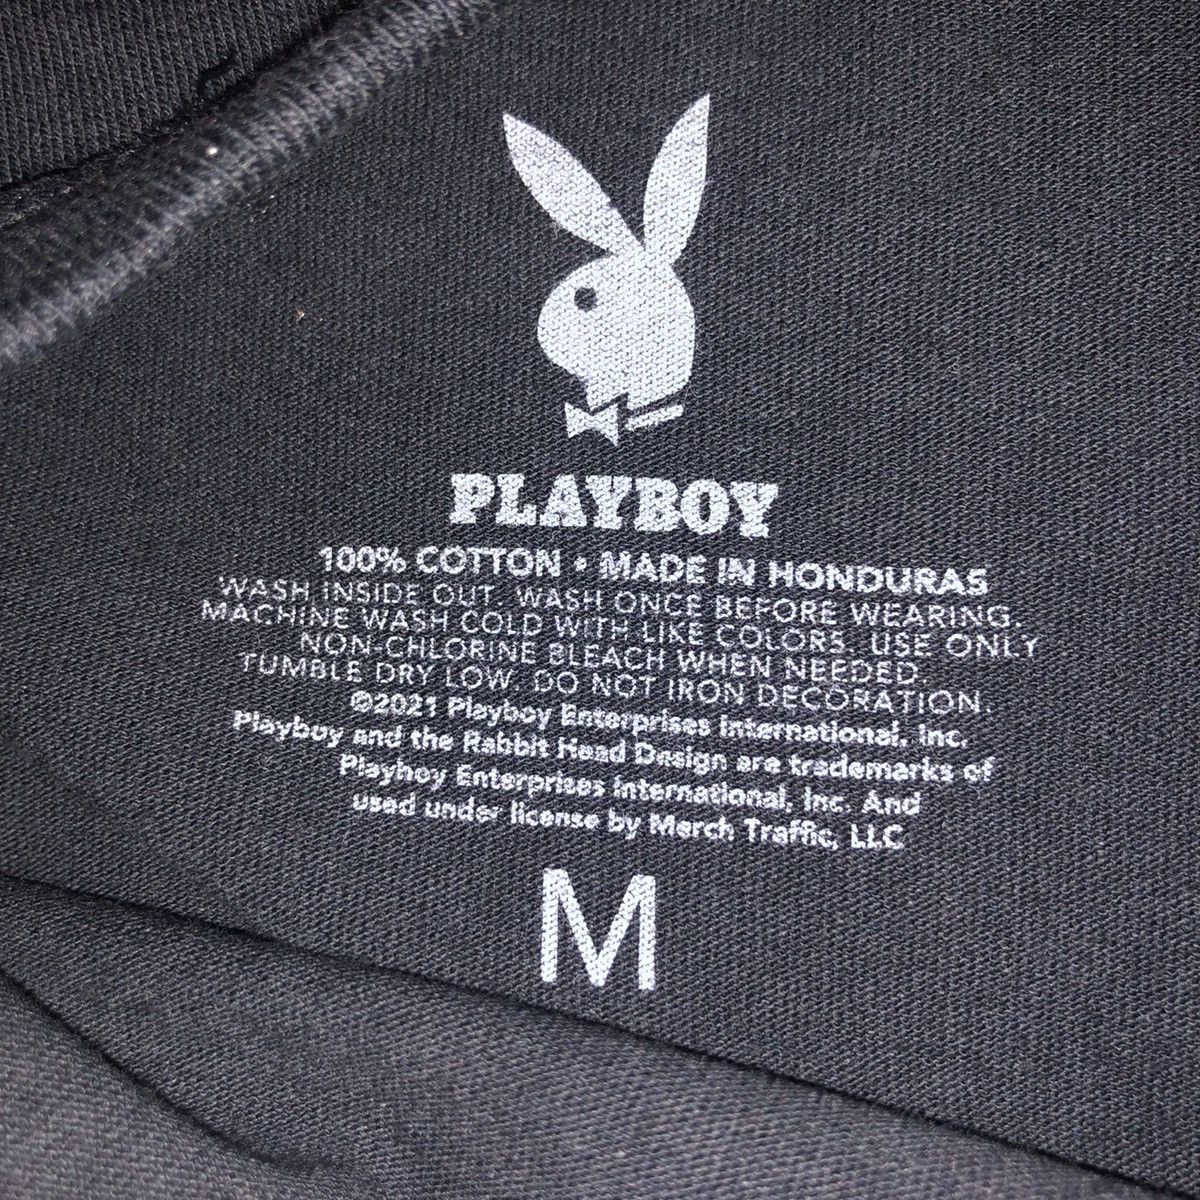 PLAYBOY
100% COTTON • MADE IN HONDURAS
WASH INSIDE OUT. WASH ONCE BEFORE WEARING.
MACHINE WASH COLD WITH LIKE COLORS. USE ONLY
NON-CHLORINE BLEACH WHEN NEEDED.
TUMBLE DRY LOW. DO NOT IRON DECORATION.
©2021 Playboy Enterprises International, Inc.
Playboy and the Rabbit Head Design are trademarks of
Playboy Enterprises International, Inc. And
used under license by Merch Traffic, LLC
M